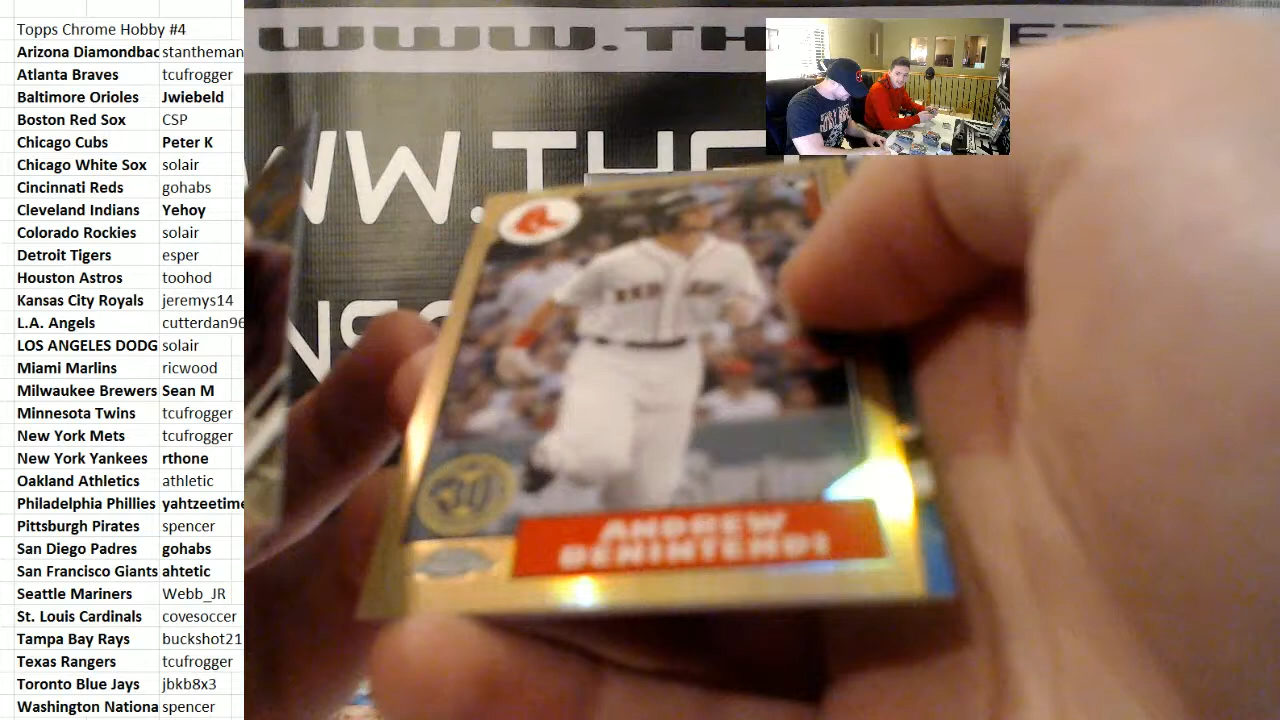 Topps Chrome Hobby #4
Arizona Diamondbac stantheman
Atlanta Braves tcufrogger
Baltimore Orioles Jwiebeld
Boston Red Sox CSP
Chicago Cubs Peter K
Chicago White Sox solair
Cincinnati Reds gohabs
Cleveland Indians Yehoy
Colorado Rockies solair
Detroit Tigers esper
Houston Astros toohod
Kansas City Royals jeremys14
L.A. Angels cutterdan96
LOS ANGELES DODG solair
Miami Marlins ricwood
Milwaukee Brewers Sean M
Minnesota Twins tcufrogger
New York Mets tcufrogger
New York Yankees rthone
Oakland Athletics athletic
Philadelphia Phillies yahtzeetime
Pittsburgh Pirates spencer
San Diego Padres gohabs
San Francisco Giants ahtetic
Seattle Mariners Webb_JR
St. Louis Cardinals covesoccer
Tampa Bay Rays buckshot21
Texas Rangers tcufrogger
Toronto Blue Jays jbkb8x3
Washington Nationa spencer
WWW.TH
WW.THE
30
ANDREW
BENINTENDI